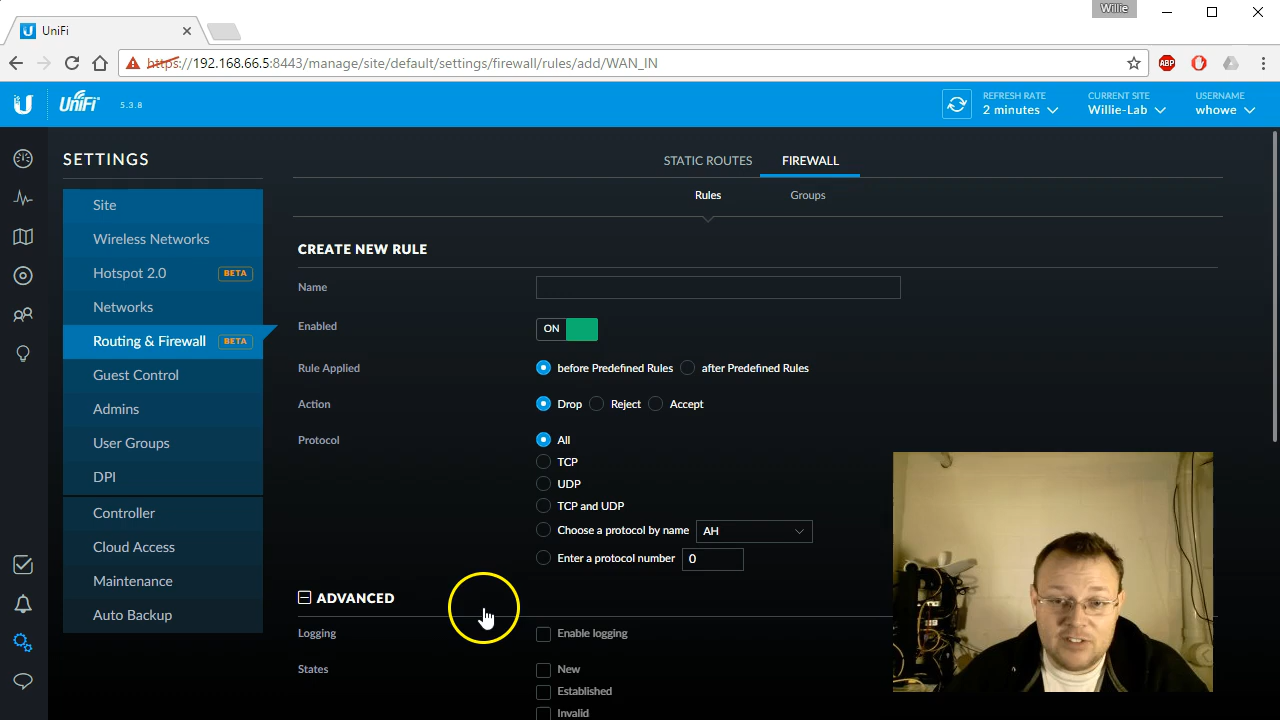 Willie
UniFi
https://192.168.66.5:8443/manage/site/default/settings/firewall/rules/add/WAN_IN
ABP
UniFi 5.3.8
REFRESH RATE
2 minutes
CURRENT SITE
Willie-Lab
USERNAME
whowe
SETTINGS
Site
Wireless Networks
Hotspot 2.0 BETA
Networks
Routing & Firewall BETA
Guest Control
Admins
User Groups
DPI
Controller
Cloud Access
Maintenance
Auto Backup
STATIC ROUTES FIREWALL
Rules Groups
CREATE NEW RULE
Name
Enabled ON
Rule Applied before Predefined Rules after Predefined Rules
Action Drop Reject Accept
Protocol All
TCP
UDP
TCP and UDP
Choose a protocol by name AH
Enter a protocol number 0
ADVANCED
Logging Enable logging
States New
Established
Invalid